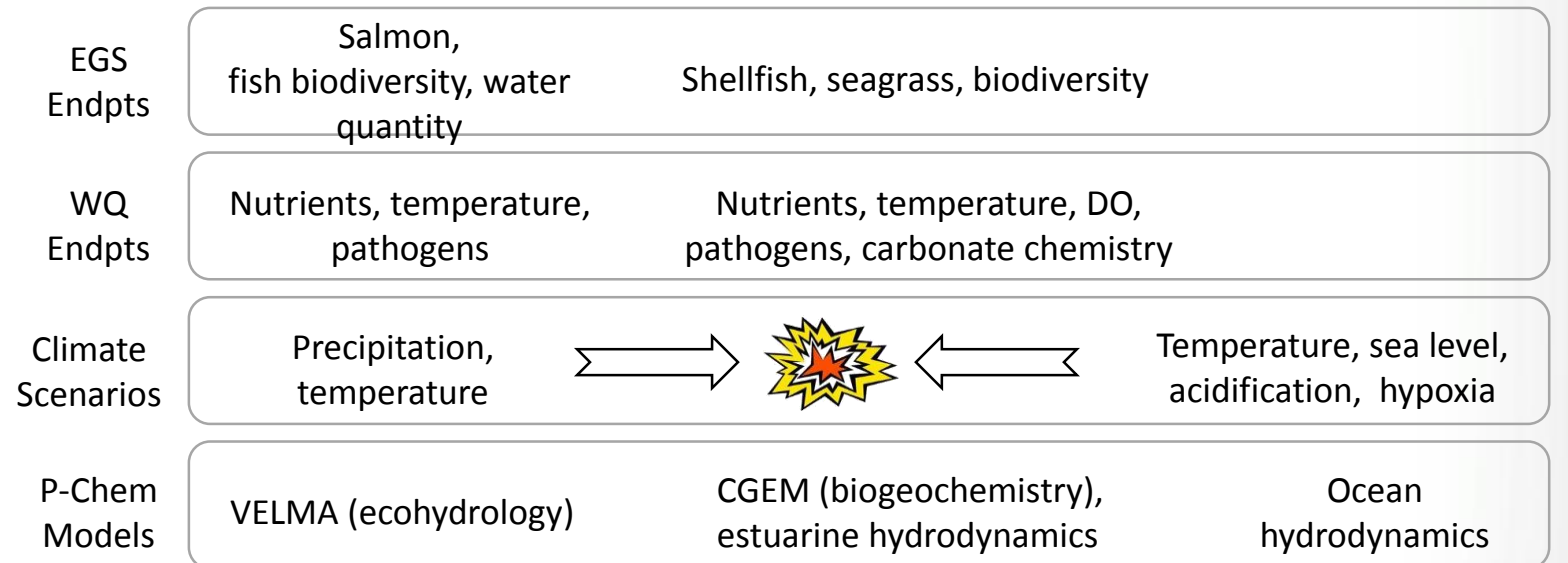 EGS
Endpts
Salmon,
fish biodiversity, water
quantity
Shellfish, seagrass, biodiversity
WQ
Endpts
Nutrients, temperature,
pathogens
Nutrients, temperature, DO,
pathogens, carbonate chemistry
Climate
Scenarios
Precipitation,
temperature
Temperature, sea level,
acidification, hypoxia
P-Chem
Models
VELMA (ecohydrology)
CGEM (biogeochemistry),
estuarine hydrodynamics
Ocean
hydrodynamics